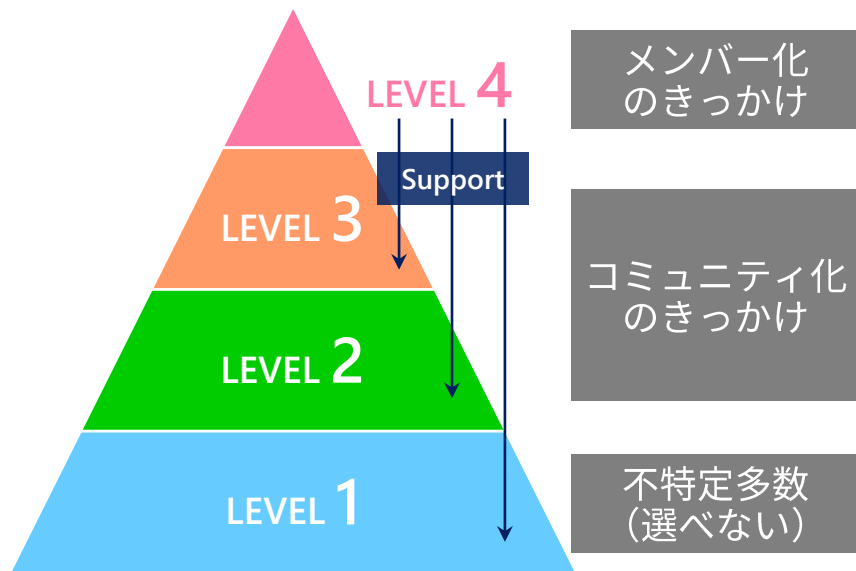 LEVEL 4
メンバー化
のきっかけ
Support
LEVEL 3
コミュニティ化
のきっかけ
LEVEL 2
LEVEL 1
不特定多数
（選べない）